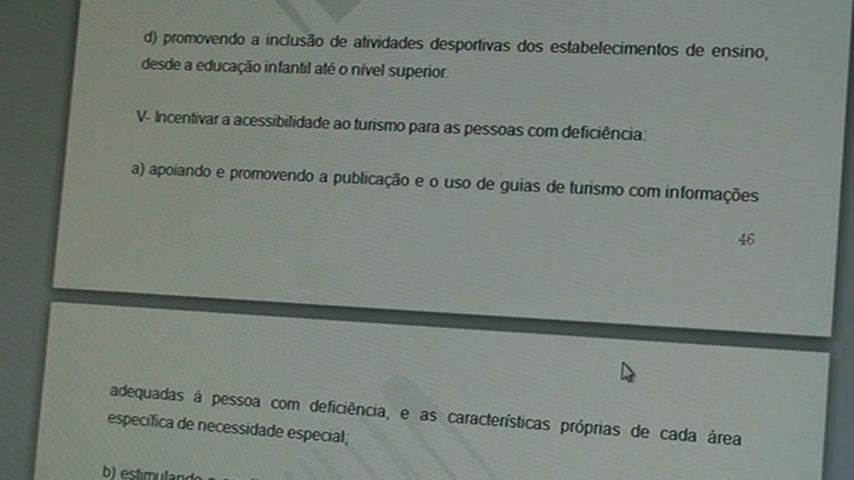 d) promovendo a inclusão de atividades desportivas dos estabelecimentos de ensino,
desde a educação infantil até o nível superior.
V- Incentivar a acessibilidade ao turismo para as pessoas com deficiência:
a) apoiando e promovendo a publicação e o uso de guias de turismo com informações
46
adequadas à pessoa com deficiência, e as características próprias de cada área
específica de necessidade especial;
b) estimulando